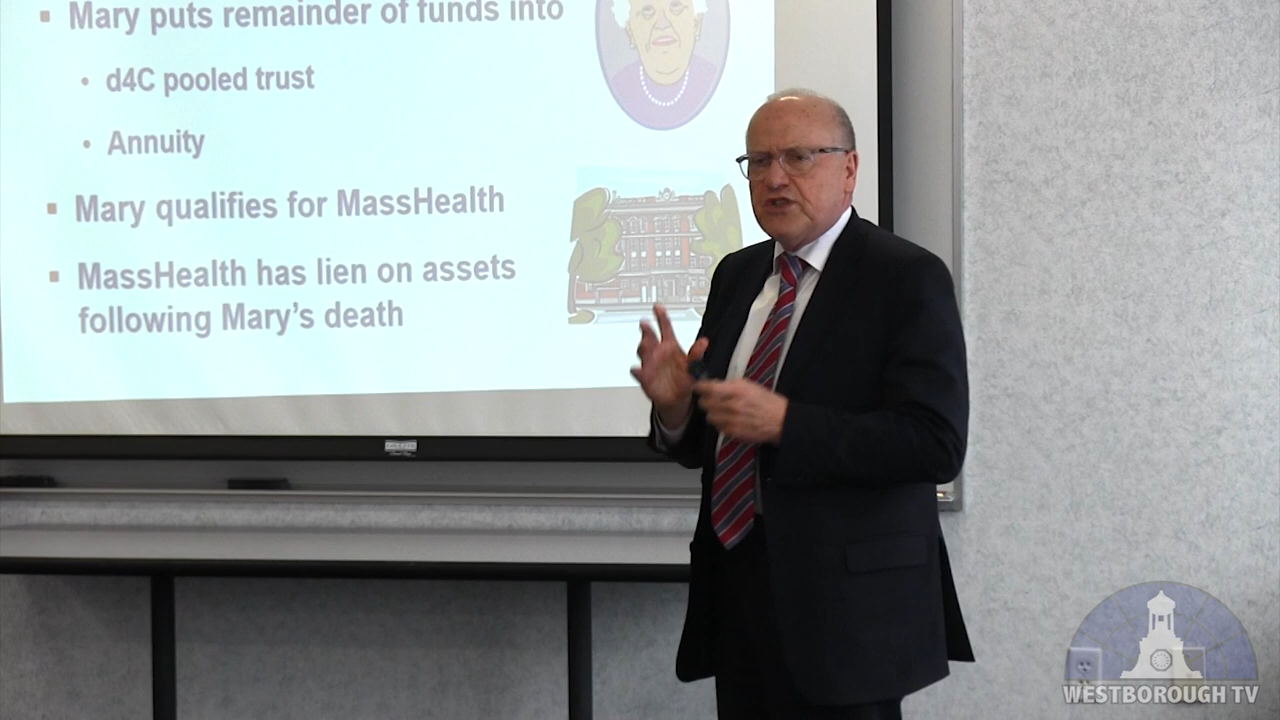 Mary puts remainder of funds into
d4C pooled trust
Annuity
Mary qualifies for MassHealth
MassHealth has lien on assets
following Mary's death
WESTBOROUGH TV